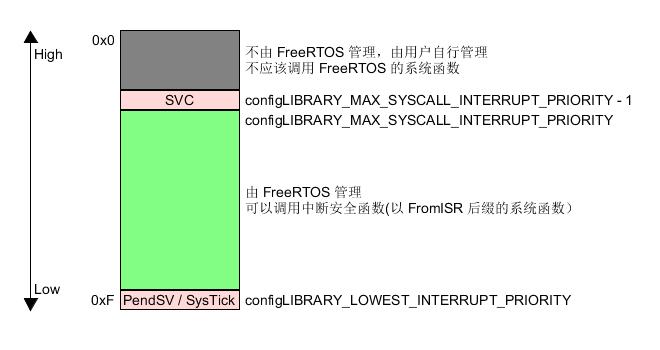 High
0x0
不由 FreeRTOS 管理，由用户自行管理
不应该调用 FreeRTOS 的系统函数
SVC
configLIBRARY_MAX_SYSCALL_INTERRUPT_PRIORITY - 1
configLIBRARY_MAX_SYSCALL_INTERRUPT_PRIORITY
由 FreeRTOS 管理
可以调用中断安全函数(以 FromISR 后缀的系统函数）
Low
0xF
PendSV / SysTick
configLIBRARY_LOWEST_INTERRUPT_PRIORITY